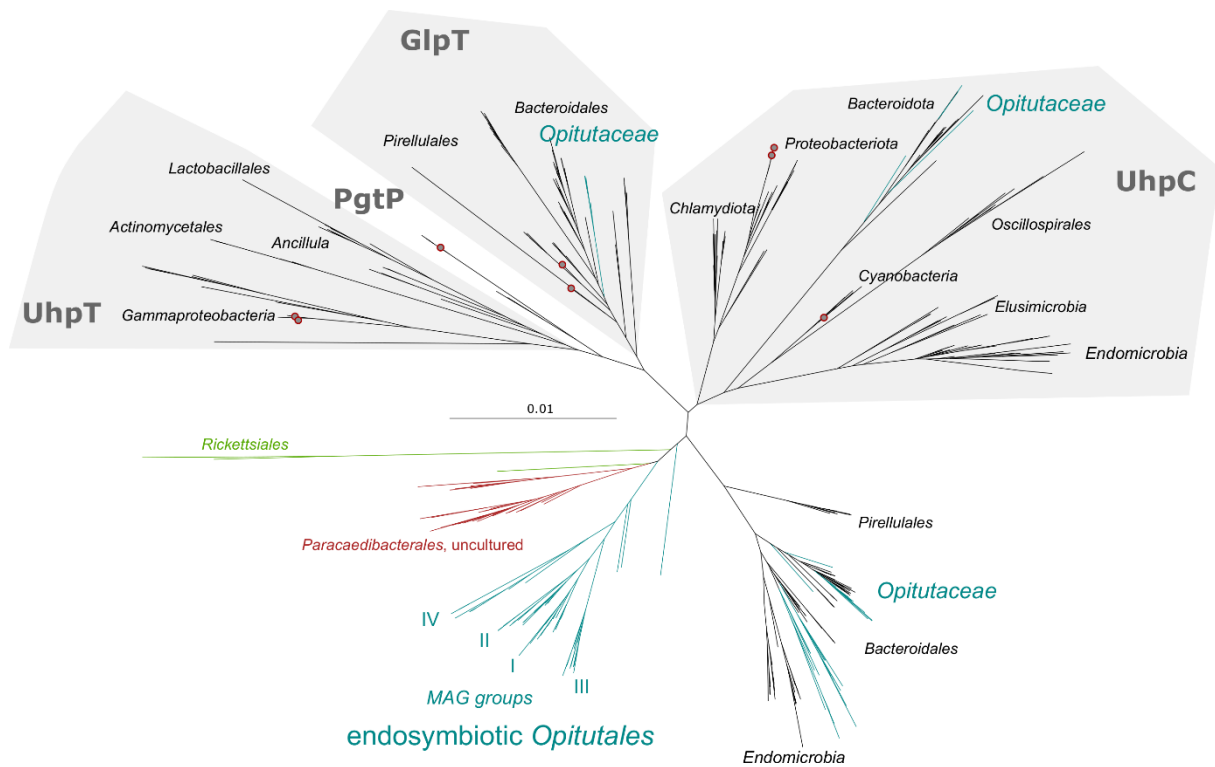 GlpT
Bacteroidales
Opitutaceae
Pirellulales
Lactobacillales
PgtP
Actinomycetales
Ancillula
UhpT
Gammaproteobacteria
Bacteroidota
Opitutaceae
Proteobacteriota
UhpC
Chlamydiota
Oscillospirales
Cyanobacteria
Elusimicrobia
Endomicrobia
0.01
Rickettsiales
Paracaedibacterales, uncultured
IV
II
I
III
MAG groups
endosymbiotic Opitutales
Pirellulales
Opitutaceae
Bacteroidales
Endomicrobia